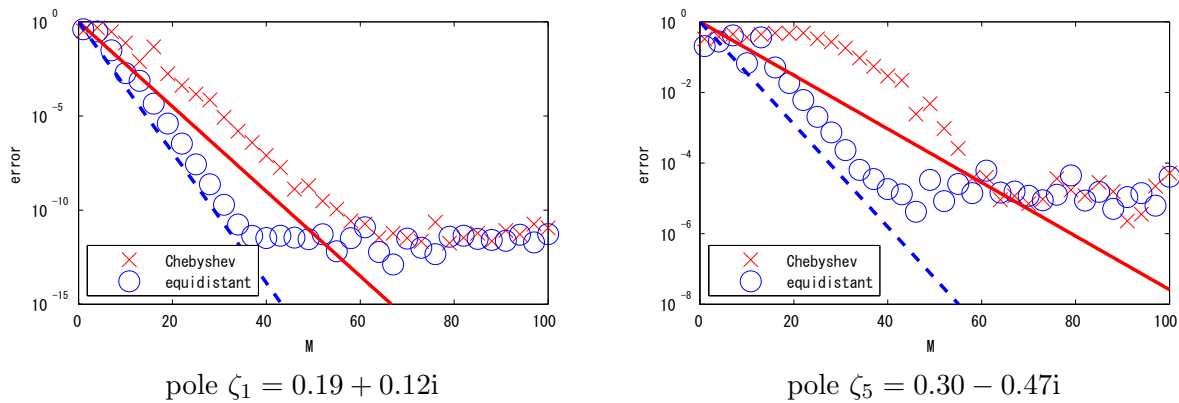 10^0
10^-5
10^-10
10^-15
error
0 20 40 60 80 100
M
Chebyshev
equidistant
pole ζ₁ = 0.19 + 0.12i
10^0
10^-2
10^-4
10^-6
10^-8
error
0 20 40 60 80 100
M
Chebyshev
equidistant
pole ζ₅ = 0.30 − 0.47i